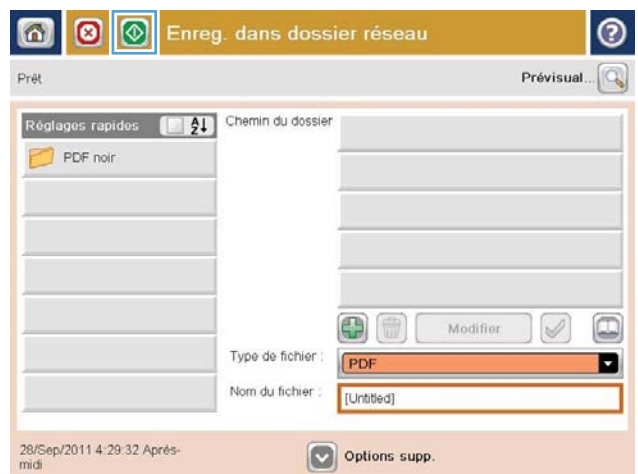 Enreg. dans dossier réseau
Prêt
Prévisual...
Réglages rapides
Chemin du dossier
PDF noir
Modifier
Type de fichier :
PDF
Nom du fichier :
[Untitled]
28/Sep/2011 4:29:32 Après-
midi
Options supp.